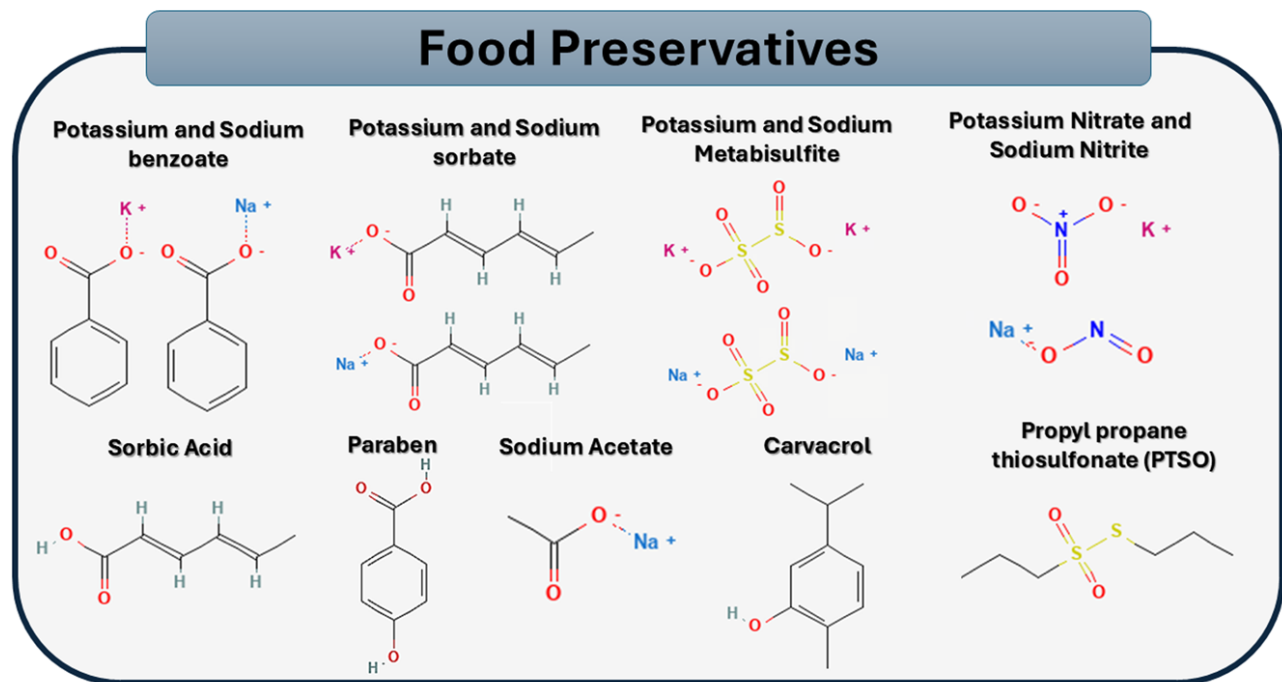 Food Preservatives
Potassium and Sodium
benzoate
Potassium and Sodium
sorbate
Potassium and Sodium
Metabisulfite
Potassium Nitrate and
Sodium Nitrite
K +
Na +
O
O -
O
O -
H
H
O -
K +
O
H
H
H
H
O -
Na +
O
H
H
O
O
S
S
K +
K +
- O
O -
O
O
O
S
S
Na +
Na +
- O
O -
O
O -
O -
+
N
K +
O
Na +
-
O
N
O
Sorbic Acid
Paraben
Sodium Acetate
Carvacrol
Propyl propane
thiosulfonate (PTSO)
H
H
H
O
O
H
H
H
O
O
O
H
O -
Na +
O
H
O
O
S
S
O